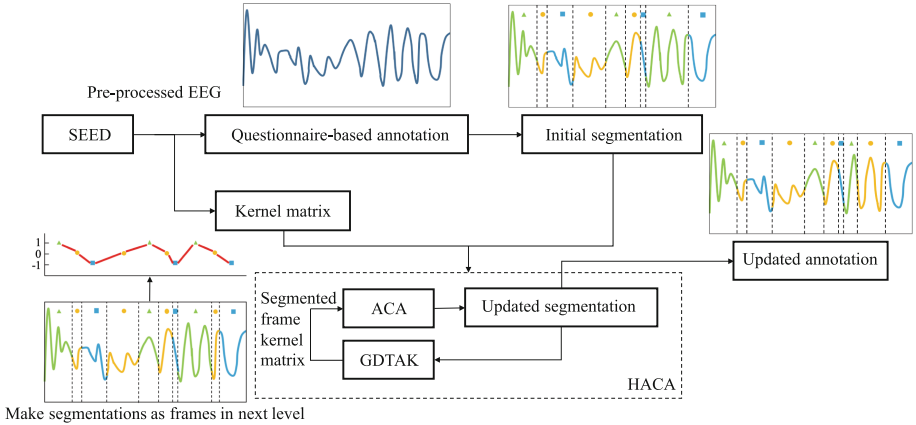 Pre-processed EEG
SEED
Questionnaire-based annotation
Initial segmentation
Kernel matrix
Updated annotation
1
0
-1
Segmented
frame
kernel
matrix
ACA
Updated segmentation
GDTAK
HACA
Make segmentations as frames in next level